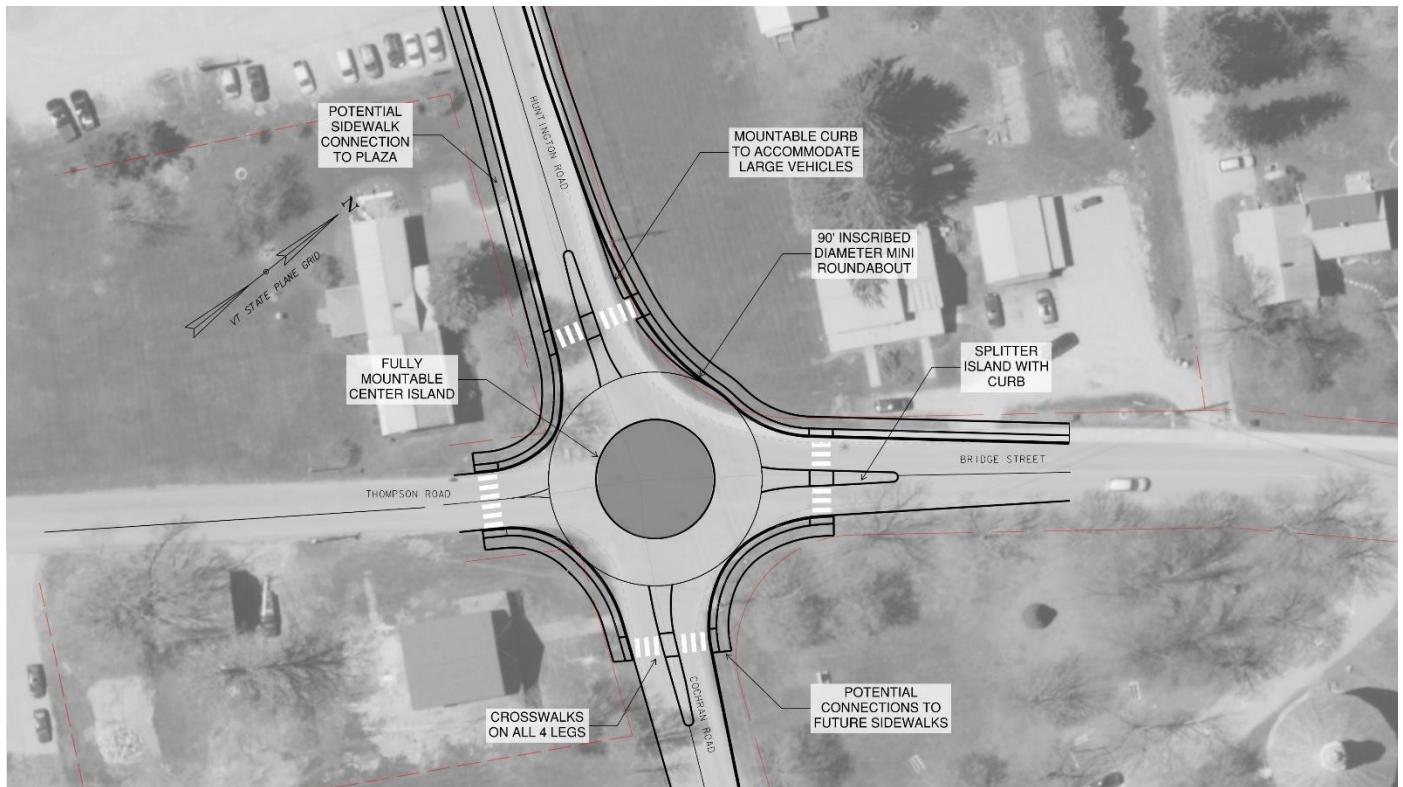 HUNTINGTON ROAD
POTENTIAL
SIDEWALK
CONNECTION
TO PLAZA
MOUNTABLE CURB
TO ACCOMMODATE
LARGE VEHICLES
N
VT STATE PLANE GRID
90' INSCRIBED
DIAMETER MINI
ROUNDABOUT
FULLY
MOUNTABLE
CENTER ISLAND
SPLITTER
ISLAND WITH
CURB
BRIDGE STREET
THOMPSON ROAD
COCHRAN ROAD
CROSSWALKS
ON ALL 4 LEGS
POTENTIAL
CONNECTIONS TO
FUTURE SIDEWALKS